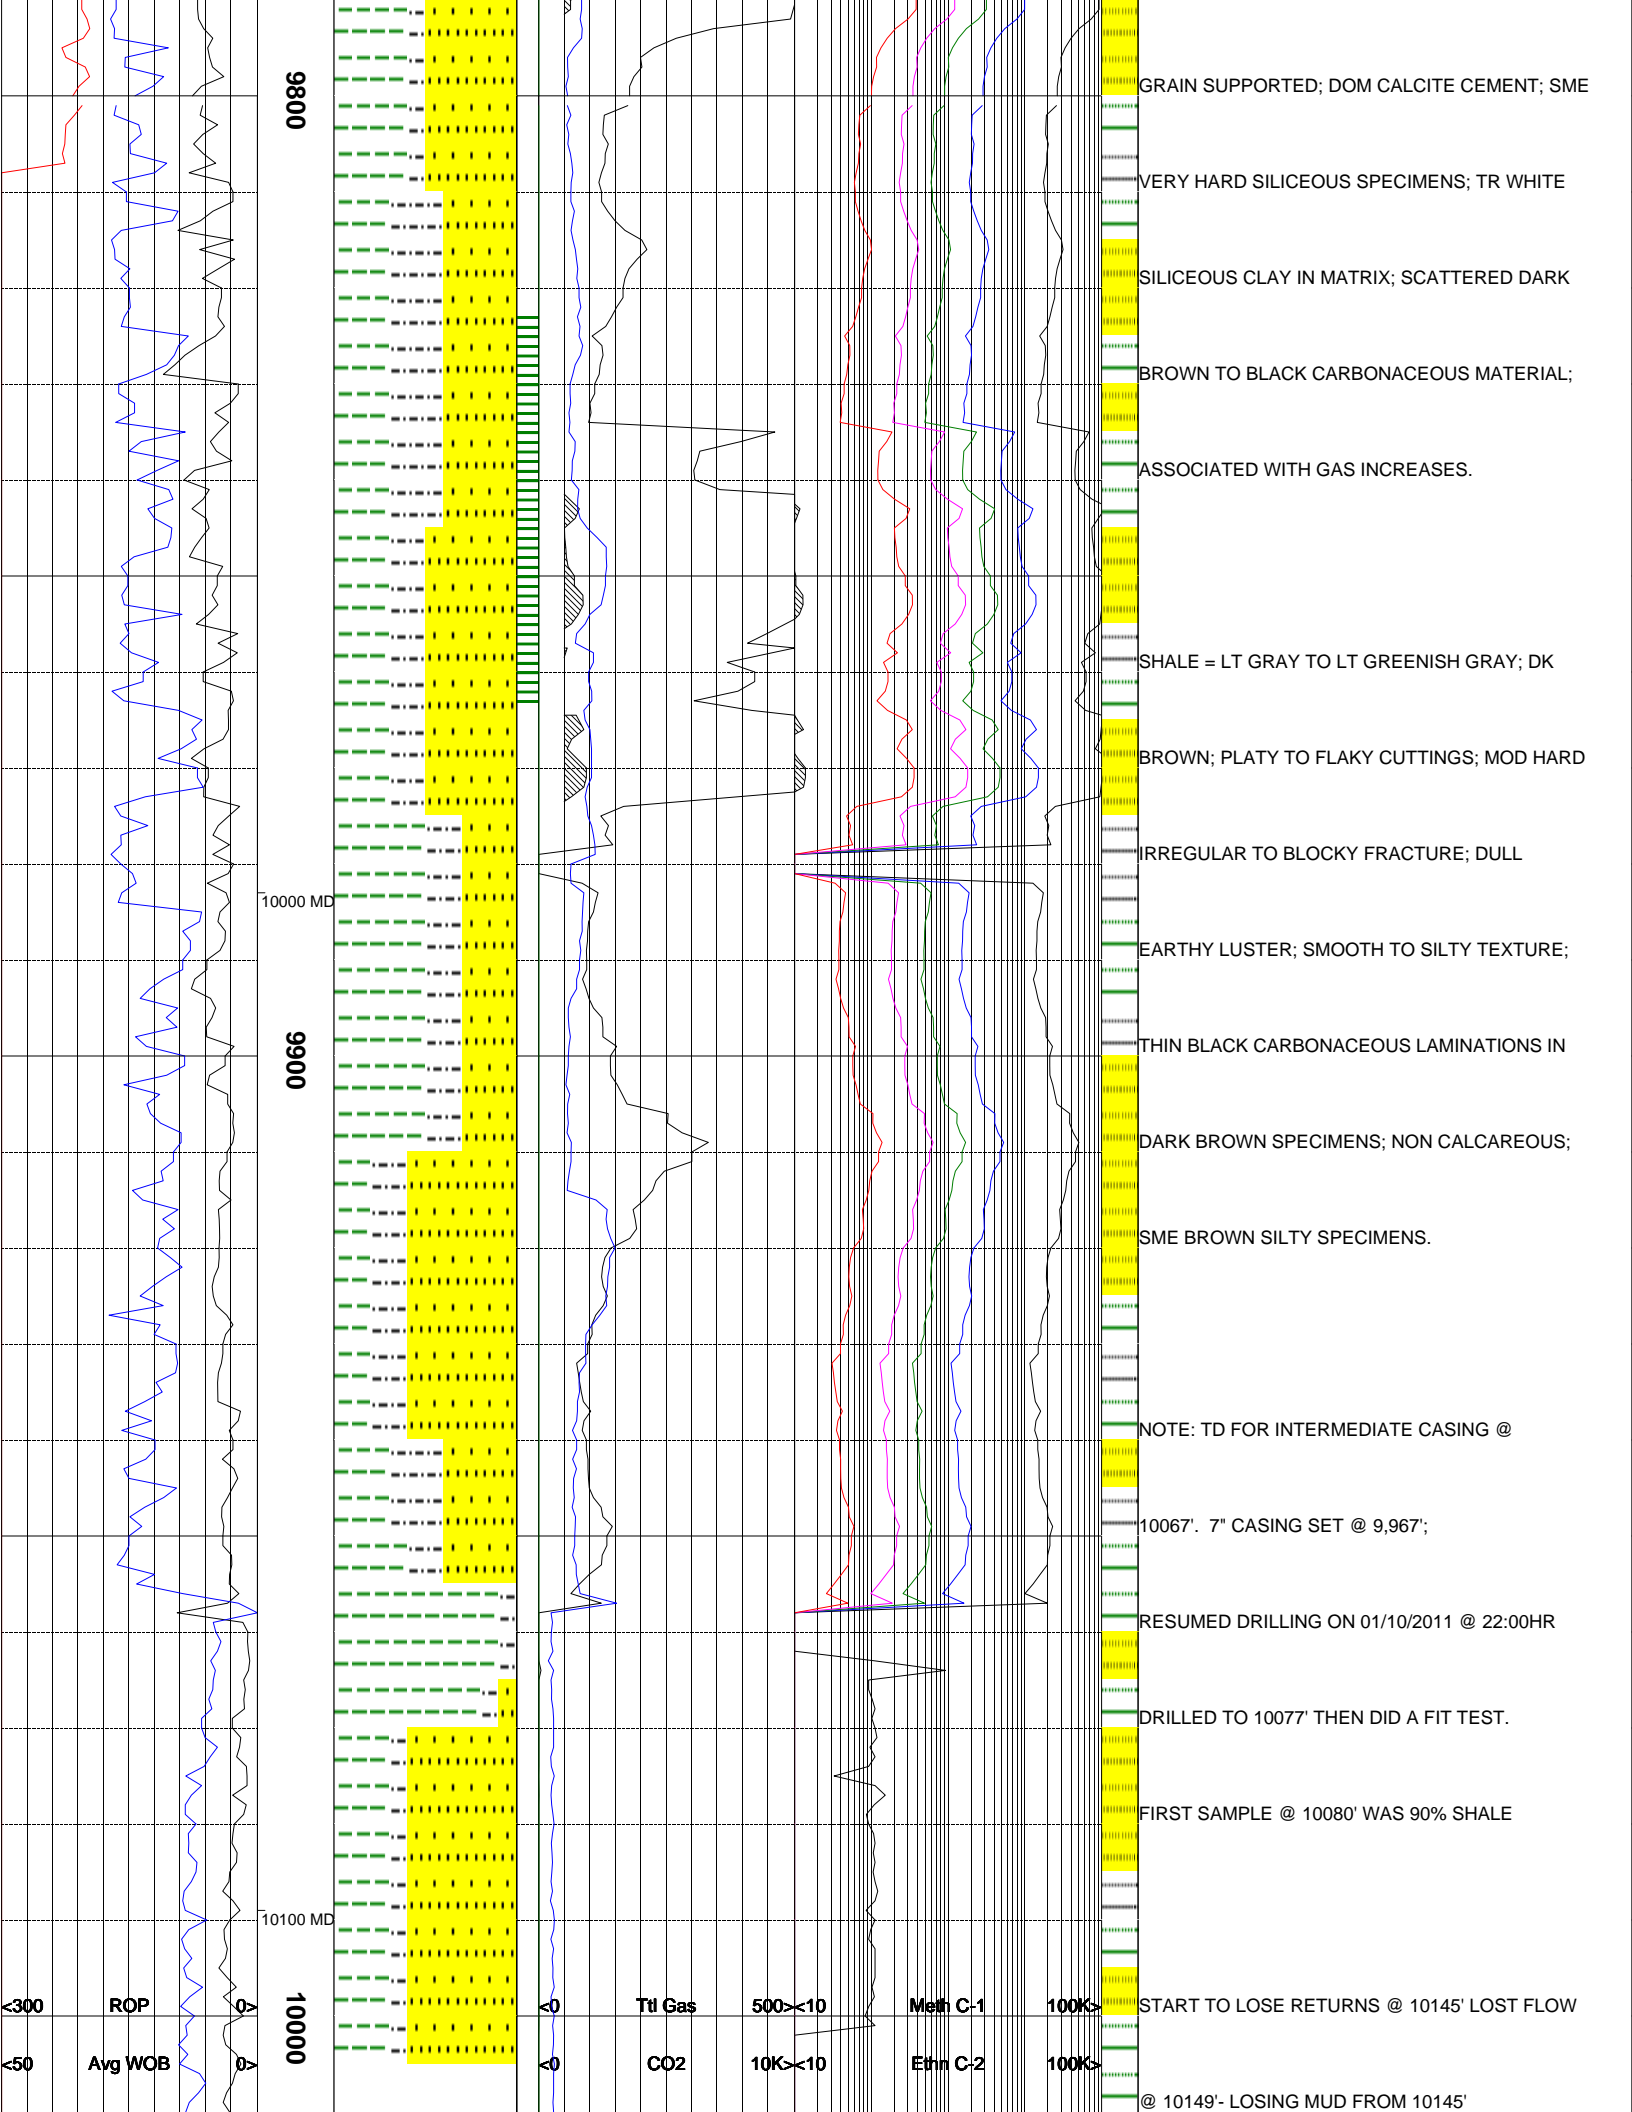 GRAIN SUPPORTED; DOM CALCITE CEMENT; SME
9800
VERY HARD SILICEOUS SPECIMENS; TR WHITE
SILICEOUS CLAY IN MATRIX; SCATTERED DARK
BROWN TO BLACK CARBONACEOUS MATERIAL;
ASSOCIATED WITH GAS INCREASES.
SHALE = LT GRAY TO LT GREENISH GRAY; DK
BROWN; PLATY TO FLAKY CUTTINGS; MOD HARD
IRREGULAR TO BLOCKY FRACTURE; DULL
10000 MD
EARTHY LUSTER; SMOOTH TO SILTY TEXTURE;
THIN BLACK CARBONACEOUS LAMINATIONS IN
9900
DARK BROWN SPECIMENS; NON CALCAREOUS;
SME BROWN SILTY SPECIMENS.
NOTE: TD FOR INTERMEDIATE CASING @
10067'. 7" CASING SET @ 9,967';
RESUMED DRILLING ON 01/10/2011 @ 22:00HR
DRILLED TO 10077' THEN DID A FIT TEST.
FIRST SAMPLE @ 10080' WAS 90% SHALE
10100 MD
<300 ROP 0> <0 Ttl Gas 500> <10 Meth C-1 100K>
START TO LOSE RETURNS @ 10145' LOST FLOW
10000
<50 Avg WOB 0> <0 CO2 10K> <10 Ethn C-2 100K>
@ 10149'- LOSING MUD FROM 10145'